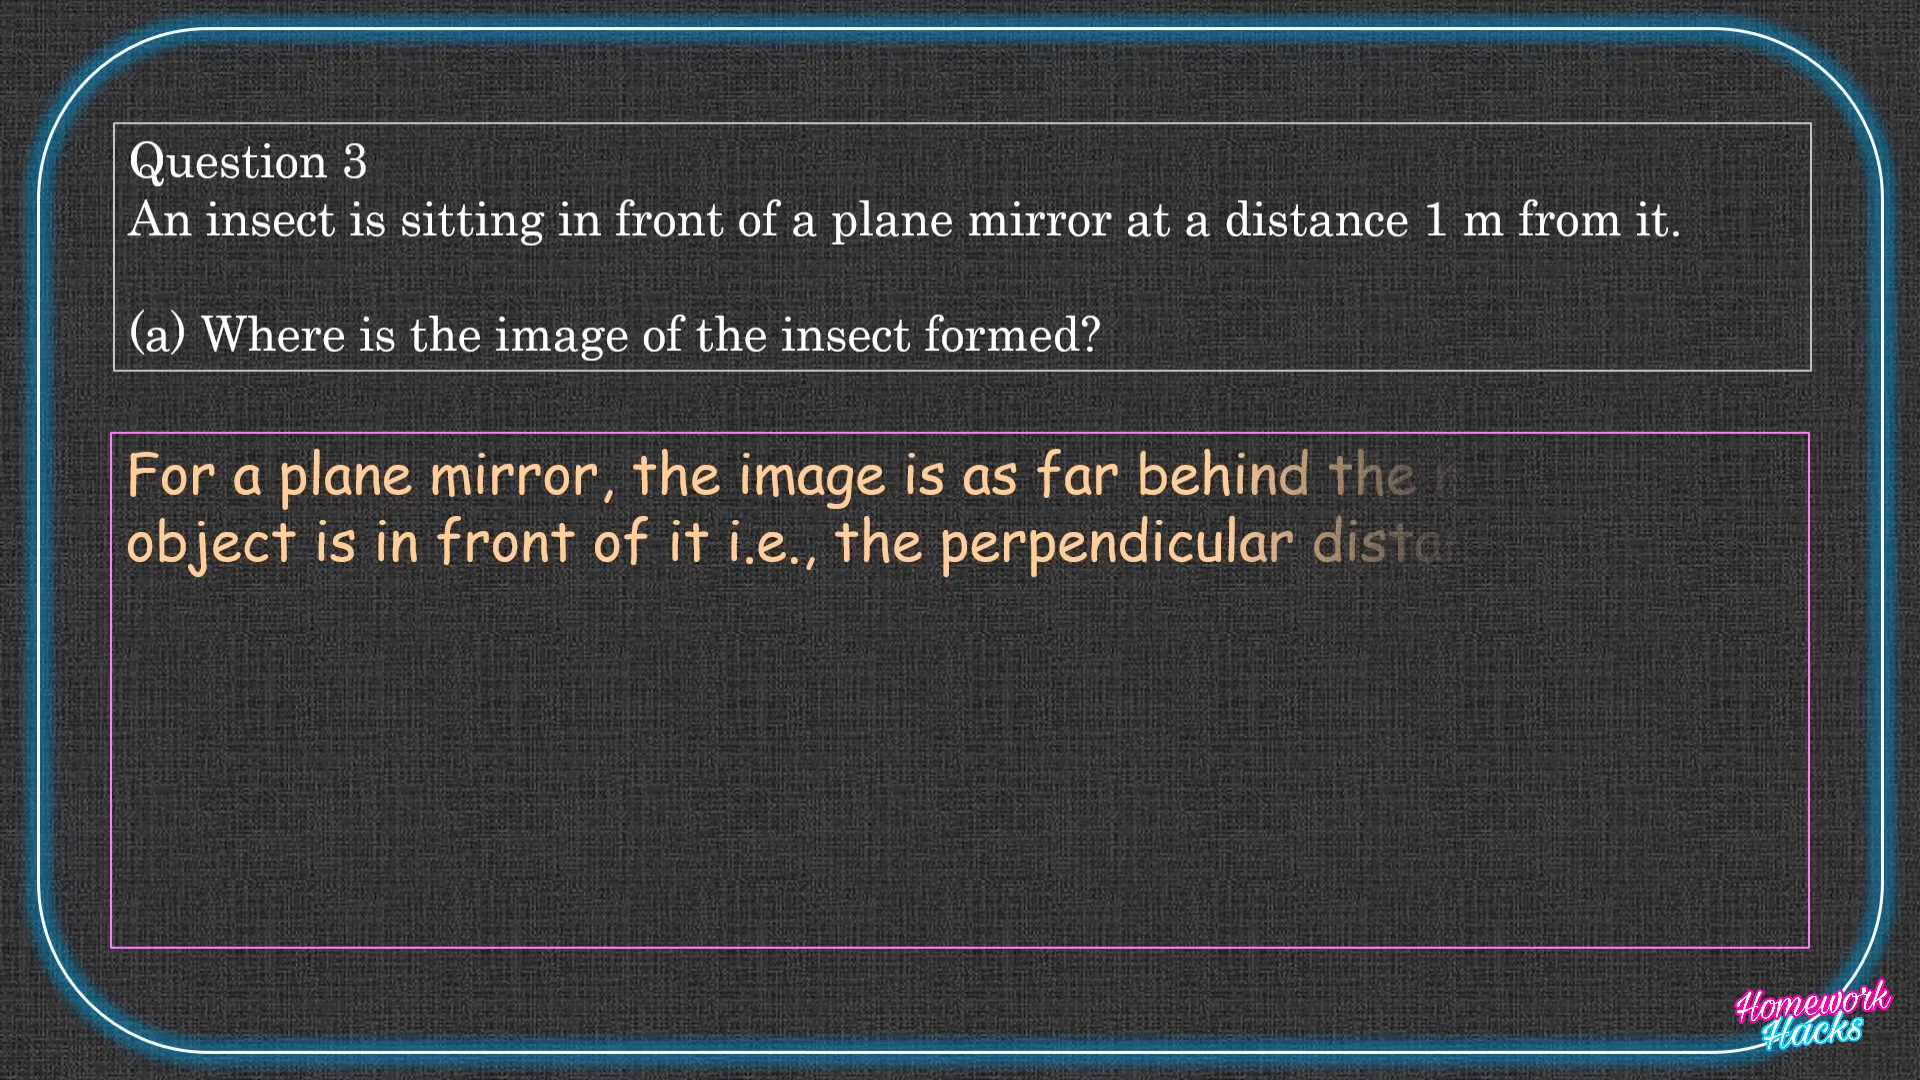 Question 3
An insect is sitting in front of a plane mirror at a distance 1 m from it.
(a) Where is the image of the insect formed?
For a plane mirror, the image is as far behind the
object is in front of it i.e., the perpendicular
Homework
Hacks